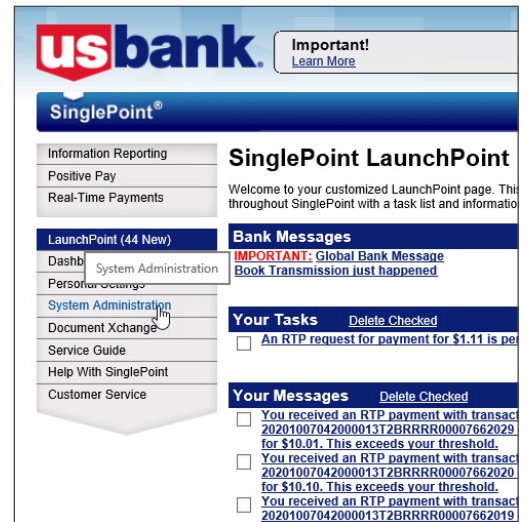 usbank.
Important!
Learn More
SinglePoint®
Information Reporting
Positive Pay
Real-Time Payments
LaunchPoint (44 New)
Dashb
System Administration
Personal Settings
System Administration
Document Xchange
Service Guide
Help With SinglePoint
Customer Service
SinglePoint LaunchPoint
Welcome to your customized LaunchPoint page. This
throughout SinglePoint with a task list and informatio
Bank Messages
IMPORTANT: Global Bank Message
Book Transmission just happened
Your Tasks Delete Checked
An RTP request for payment for $1.11 is per
Your Messages Delete Checked
You received an RTP payment with transact
20201007042000013T2BRRRR00007662029
for $10.01. This exceeds your threshold.
You received an RTP payment with transact
20201007042000013T2BRRRR00007662020
for $10.10. This exceeds your threshold.
You received an RTP payment with transact
20201007042000013T2BRRRR00007662019